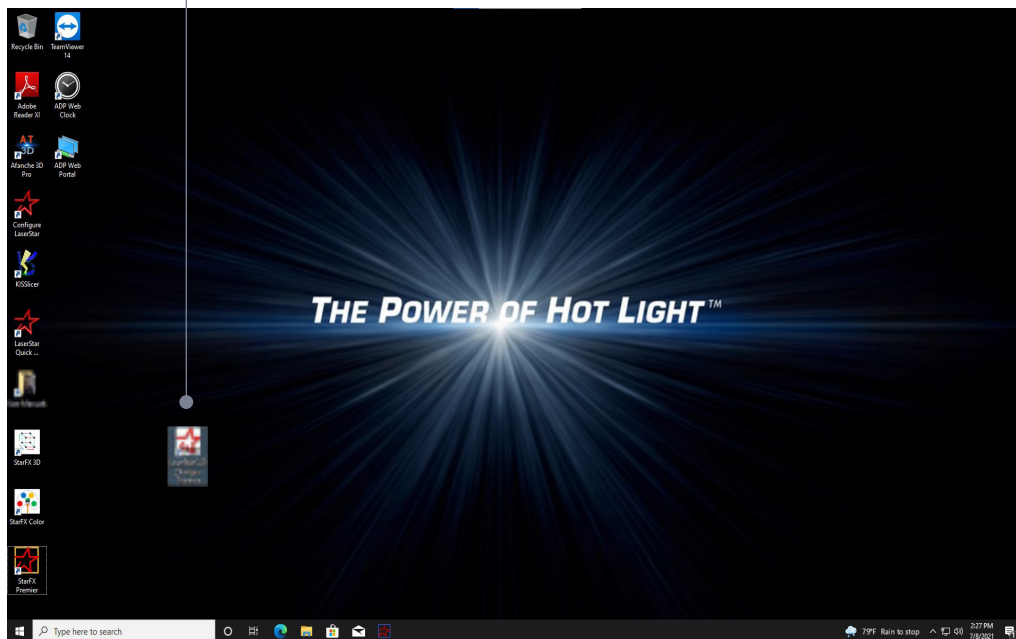 Recycle Bin
TeamViewer
14
Adobe
Reader XI
ADP Web
Clock
AT
3D
Afanche 3D
Pro
ADP Web
Portal
Configure
LaserStar
KISSlicer
LaserStar
Quick ...
StarFX 3D
StarFX Color
StarFX
Premier
THE POWER OF HOT LIGHT™
Type here to search
79°F Rain to stop
2:27 PM
7/8/2021